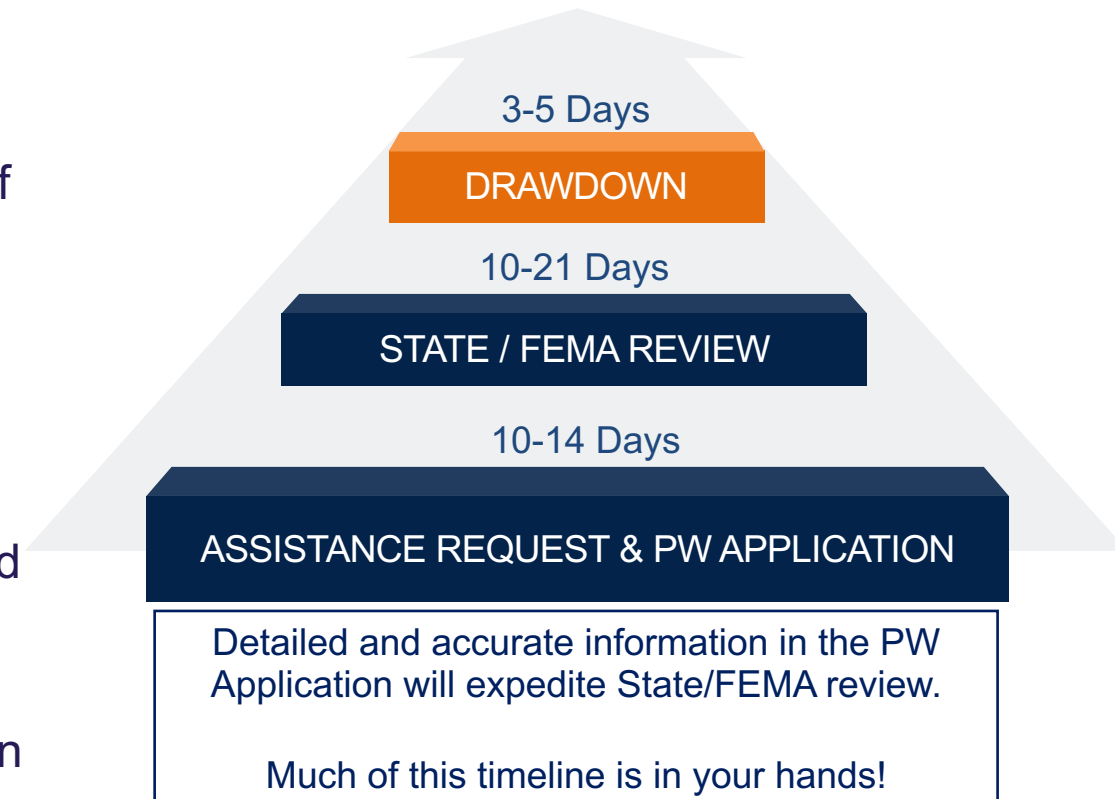 3-5 Days
f
DRAWDOWN
10-21 Days
STATE / FEMA REVIEW
10-14 Days
ASSISTANCE REQUEST & PW APPLICATION
d
Detailed and accurate information in the PW
Application will expedite State/FEMA review.
n
Much of this timeline is in your hands!